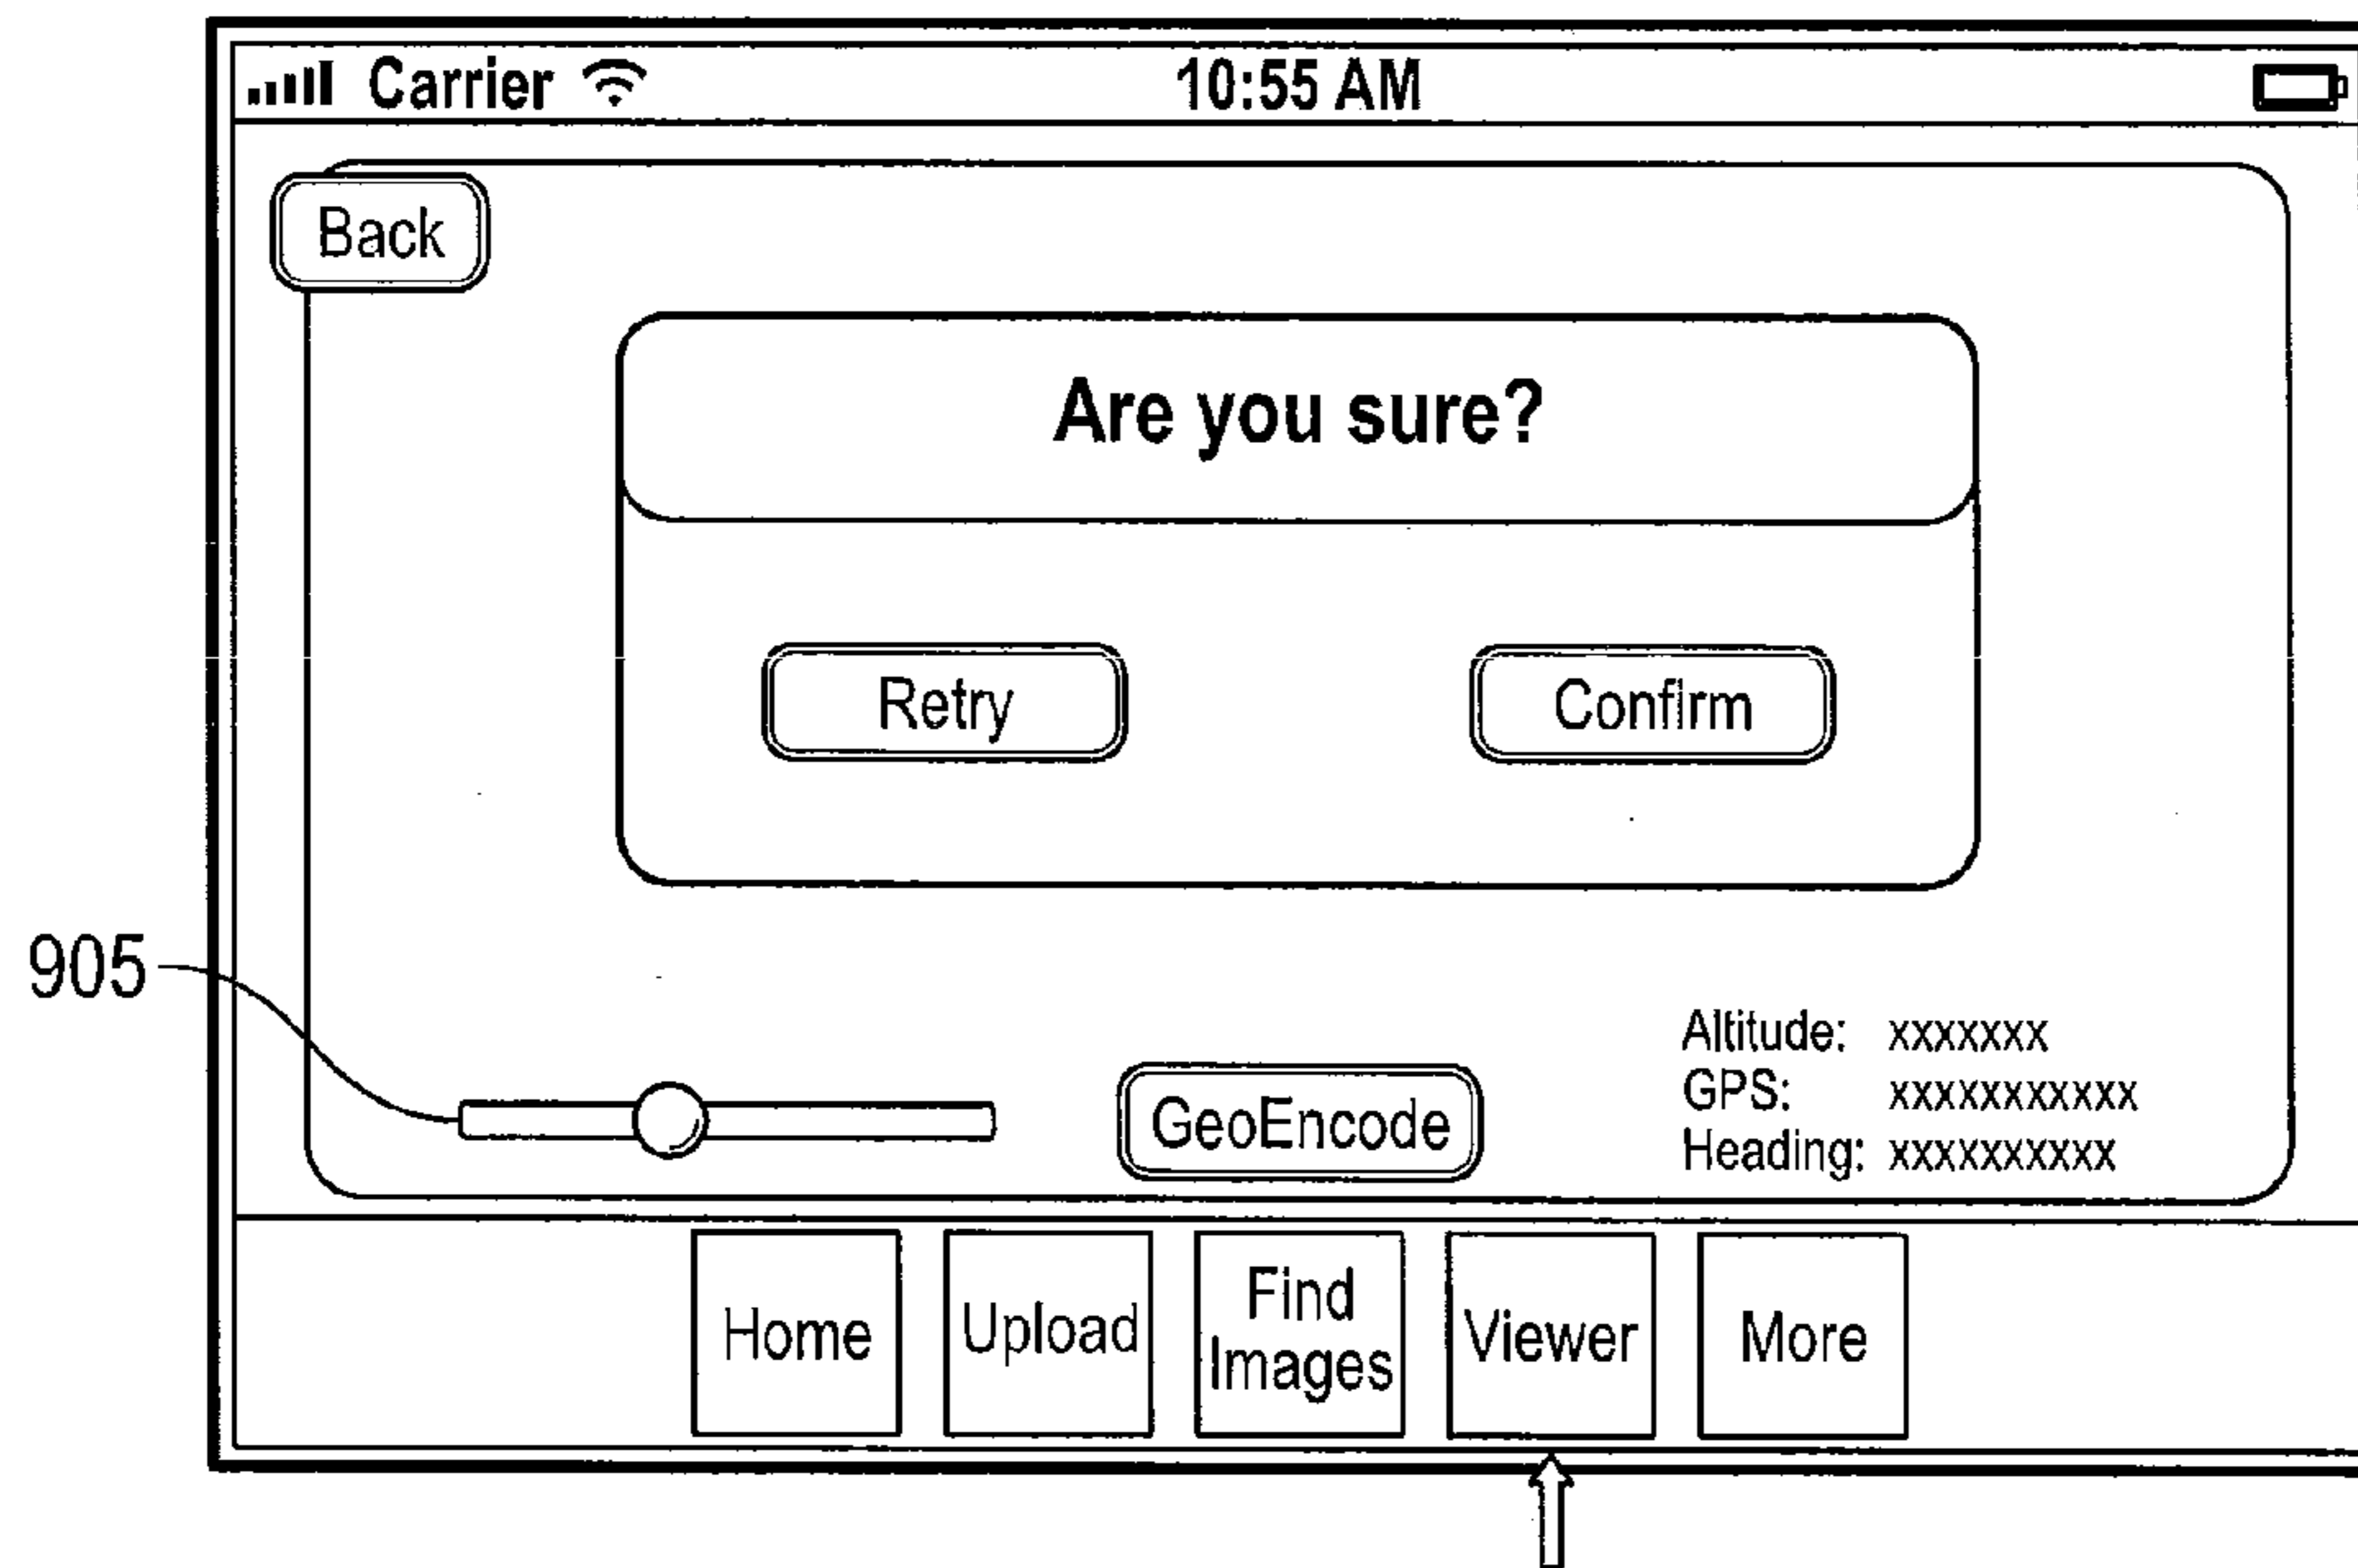 Carrier 10:55 AM
Back
Are you sure?
Retry Confirm
905
Altitude: xxxxxxx
GPS: xxxxxxxxxxx
Heading: xxxxxxxxxx
GeoEncode
Home Upload Find Images Viewer More